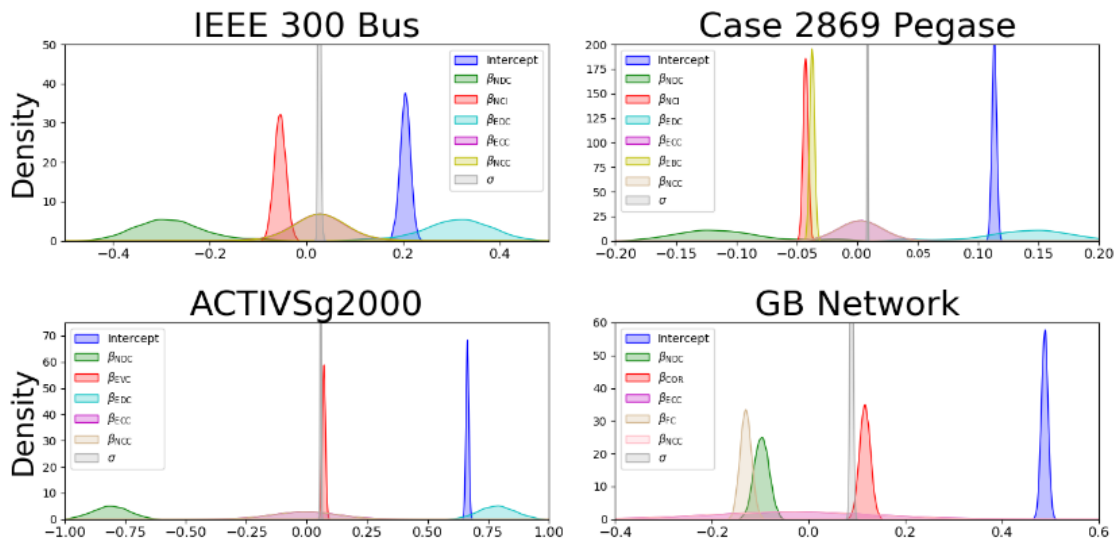 IEEE 300 Bus
Density
50
40
30
20
10
0
−0.4
−0.2
0.0
0.2
0.4
Intercept
βNDC
βNCI
βEDC
βECC
βNCC
σ
Case 2869 Pegase
200
175
150
125
100
75
50
25
0
−0.20
−0.15
−0.10
−0.05
0.00
0.05
0.10
0.15
0.20
Intercept
βNDC
βNCI
βEDC
βECC
βEBC
βNCC
σ
ACTIVSg2000
Density
70
60
50
40
30
20
10
0
−1.00
−0.75
−0.50
−0.25
0.00
0.25
0.50
0.75
1.00
Intercept
βNDC
βEVC
βEDC
βECC
βNCC
σ
GB Network
60
50
40
30
20
10
0
−0.4
−0.2
0.0
0.2
0.4
0.6
Intercept
βNDC
βCOR
βECC
βFC
βNCC
σ